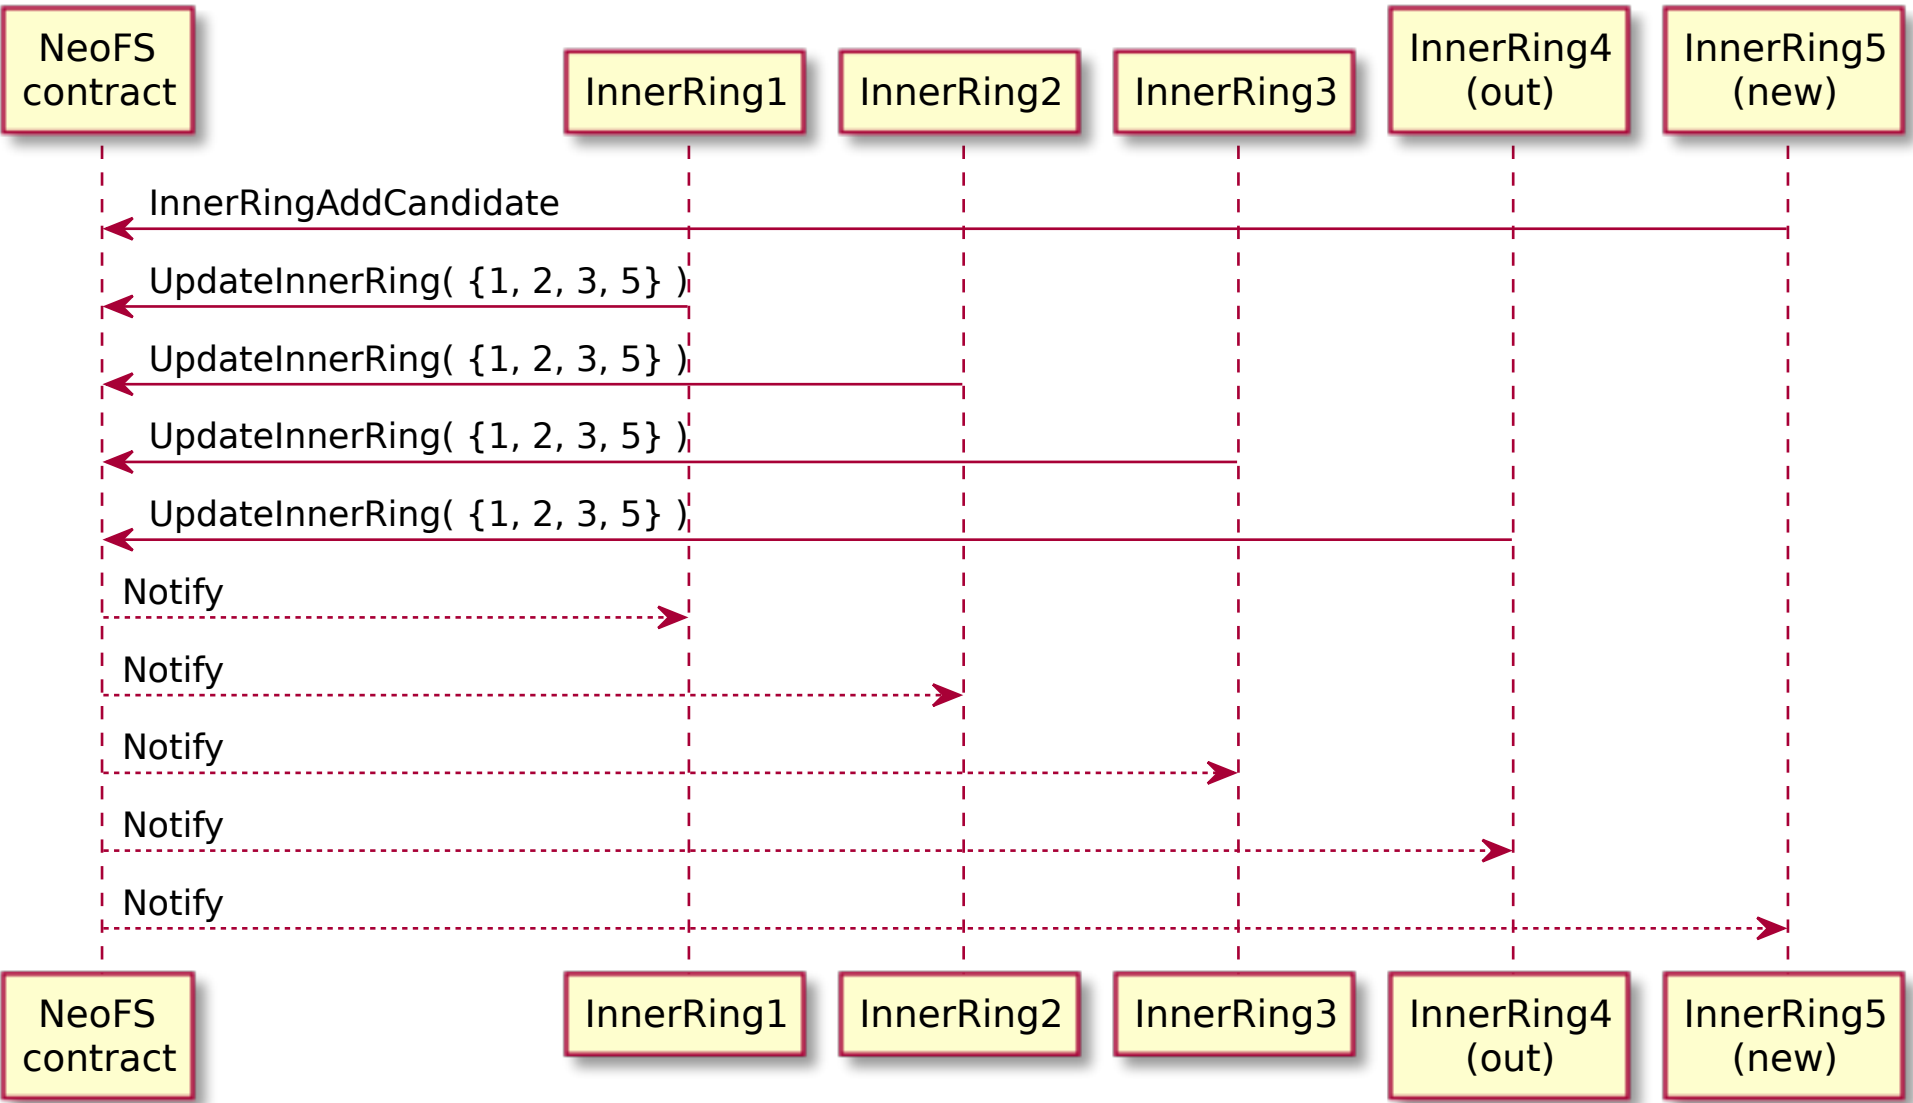 NeoFS
contract
InnerRing1
InnerRing2
InnerRing3
InnerRing4
(out)
InnerRing5
(new)
InnerRingAddCandidate
UpdateInnerRing( {1, 2, 3, 5} )
UpdateInnerRing( {1, 2, 3, 5} )
UpdateInnerRing( {1, 2, 3, 5} )
UpdateInnerRing( {1, 2, 3, 5} )
Notify
Notify
Notify
Notify
Notify
NeoFS
contract
InnerRing1
InnerRing2
InnerRing3
InnerRing4
(out)
InnerRing5
(new)